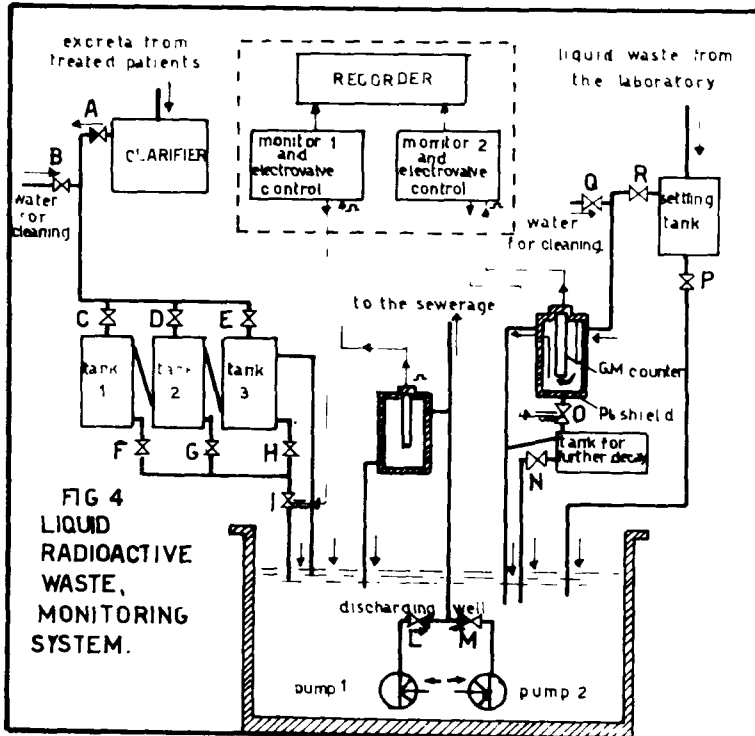 excreta from
treated patients
A
CLARIFIER
B
water
for
cleaning
RECORDER
monitor 1
and
electrovalve
control
monitor 2
and
electrovalve
control
liquid waste from
the laboratory
Q
R
water
for cleaning
settling
tank
P
to the sewerage
C
D
E
tank
1
tank
2
tank
3
GM counter
Pb shield
O
tank for
further decay
N
F
G
H
I
FIG 4
LIQUID
RADIOACTIVE
WASTE,
MONITORING
SYSTEM.
discharging well
L
M
pump 1
pump 2